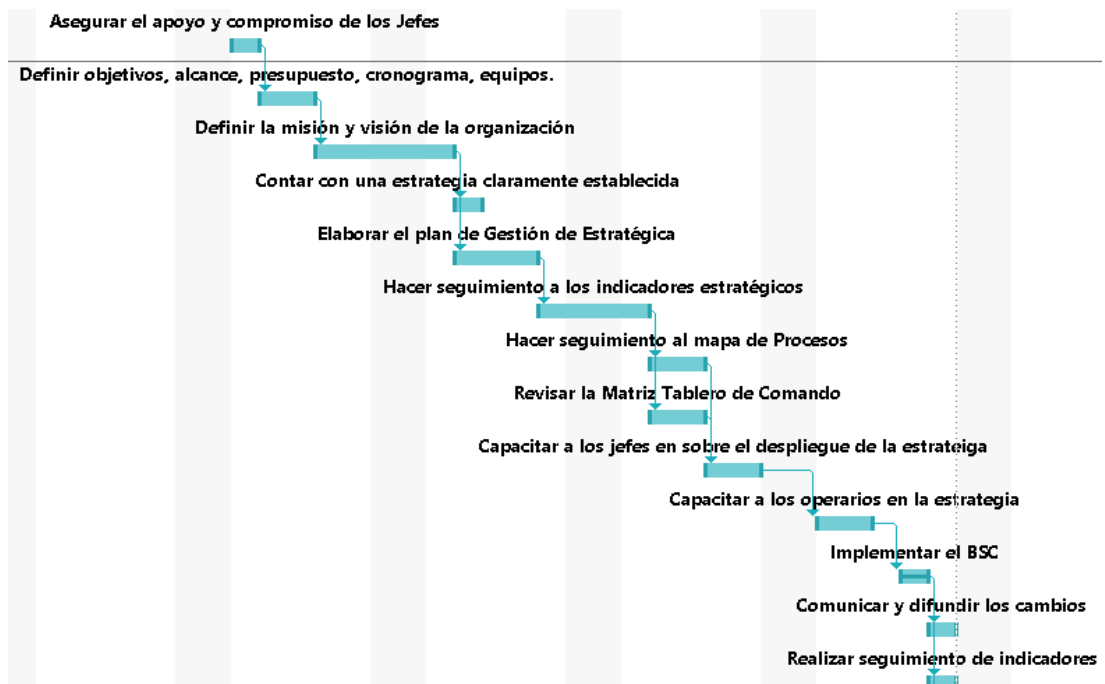 Asegurar el apoyo y compromiso de los Jefes
Definir objetivos, alcance, presupuesto, cronograma, equipos.
Definir la misión y visión de la organización
Contar con una estrategia claramente establecida
Elaborar el plan de Gestión de Estratégica
Hacer seguimiento a los indicadores estratégicos
Hacer seguimiento al mapa de Procesos
Revisar la Matriz Tablero de Comando
Capacitar a los jefes en sobre el despliegue de la estrateiga
Capacitar a los operarios en la estrategia
Implementar el BSC
Comunicar y difundir los cambios
Realizar seguimiento de indicadores